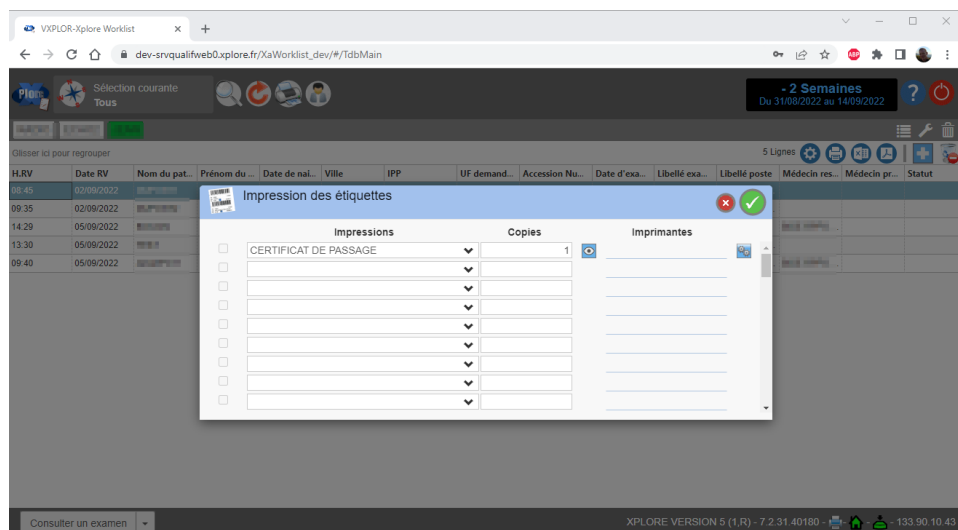 VXPLOR-Xplore Worklist
dev-srvqualifweb0.xplore.fr/XaWorklist_dev/#/TdbMain
ABP
Plore
Sélection courante
Tous
- 2 Semaines
Du 31/08/2022 au 14/09/2022
?
Glisser ici pour regrouper
5 Lignes
H.RV Date RV Nom du pat... Prénom du ... Date de nai... Ville IPP UF demand... Accession Nu... Date d'exa... Libellé exa... Libellé poste Médecin res... Médecin pr... Statut
08:45 02/09/2022
09:35 02/09/2022
14:29 05/09/2022
13:30 05/09/2022
09:40 05/09/2022
Impression des étiquettes
Impressions Copies Imprimantes
CERTIFICAT DE PASSAGE 1
Consulter un examen
XPLORE VERSION 5 (1,R) - 7.2.31.40180 - - - 133.90.10.43